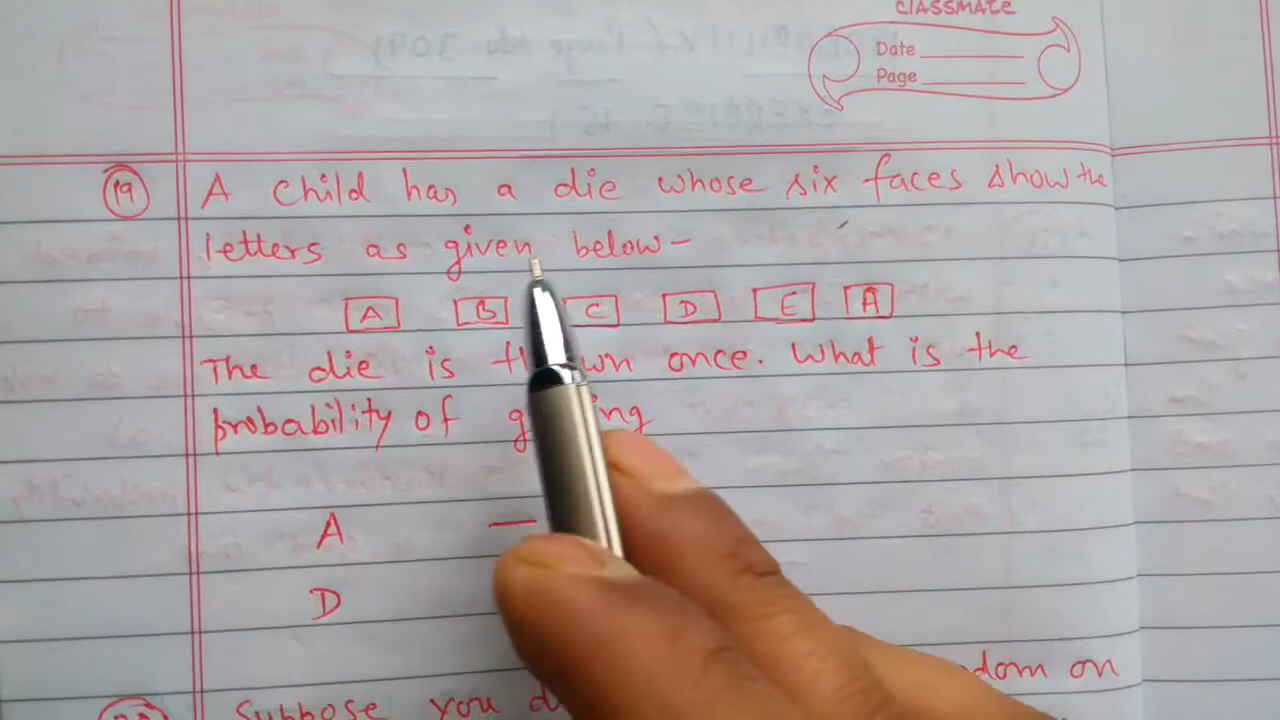 CLASSMATE
Date
Page
19 A child has a die whose six faces show the
letters as given below-
A B C D E A
The die is once. What is the
probability of
A —
D
Suppose you on